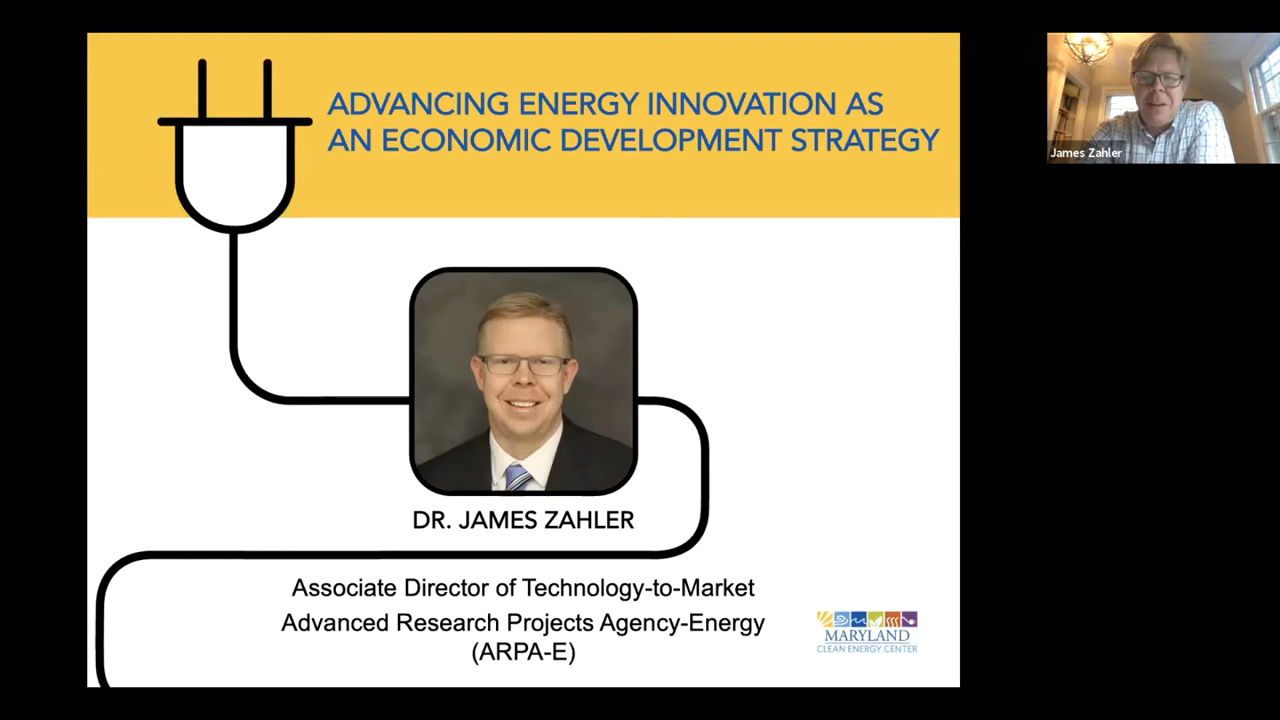 ADVANCING ENERGY INNOVATION AS
AN ECONOMIC DEVELOPMENT STRATEGY
James Zahler
DR. JAMES ZAHLER
Associate Director of Technology-to-Market
Advanced Research Projects Agency-Energy
(ARPA-E)
MARYLAND
CLEAN ENERGY CENTER